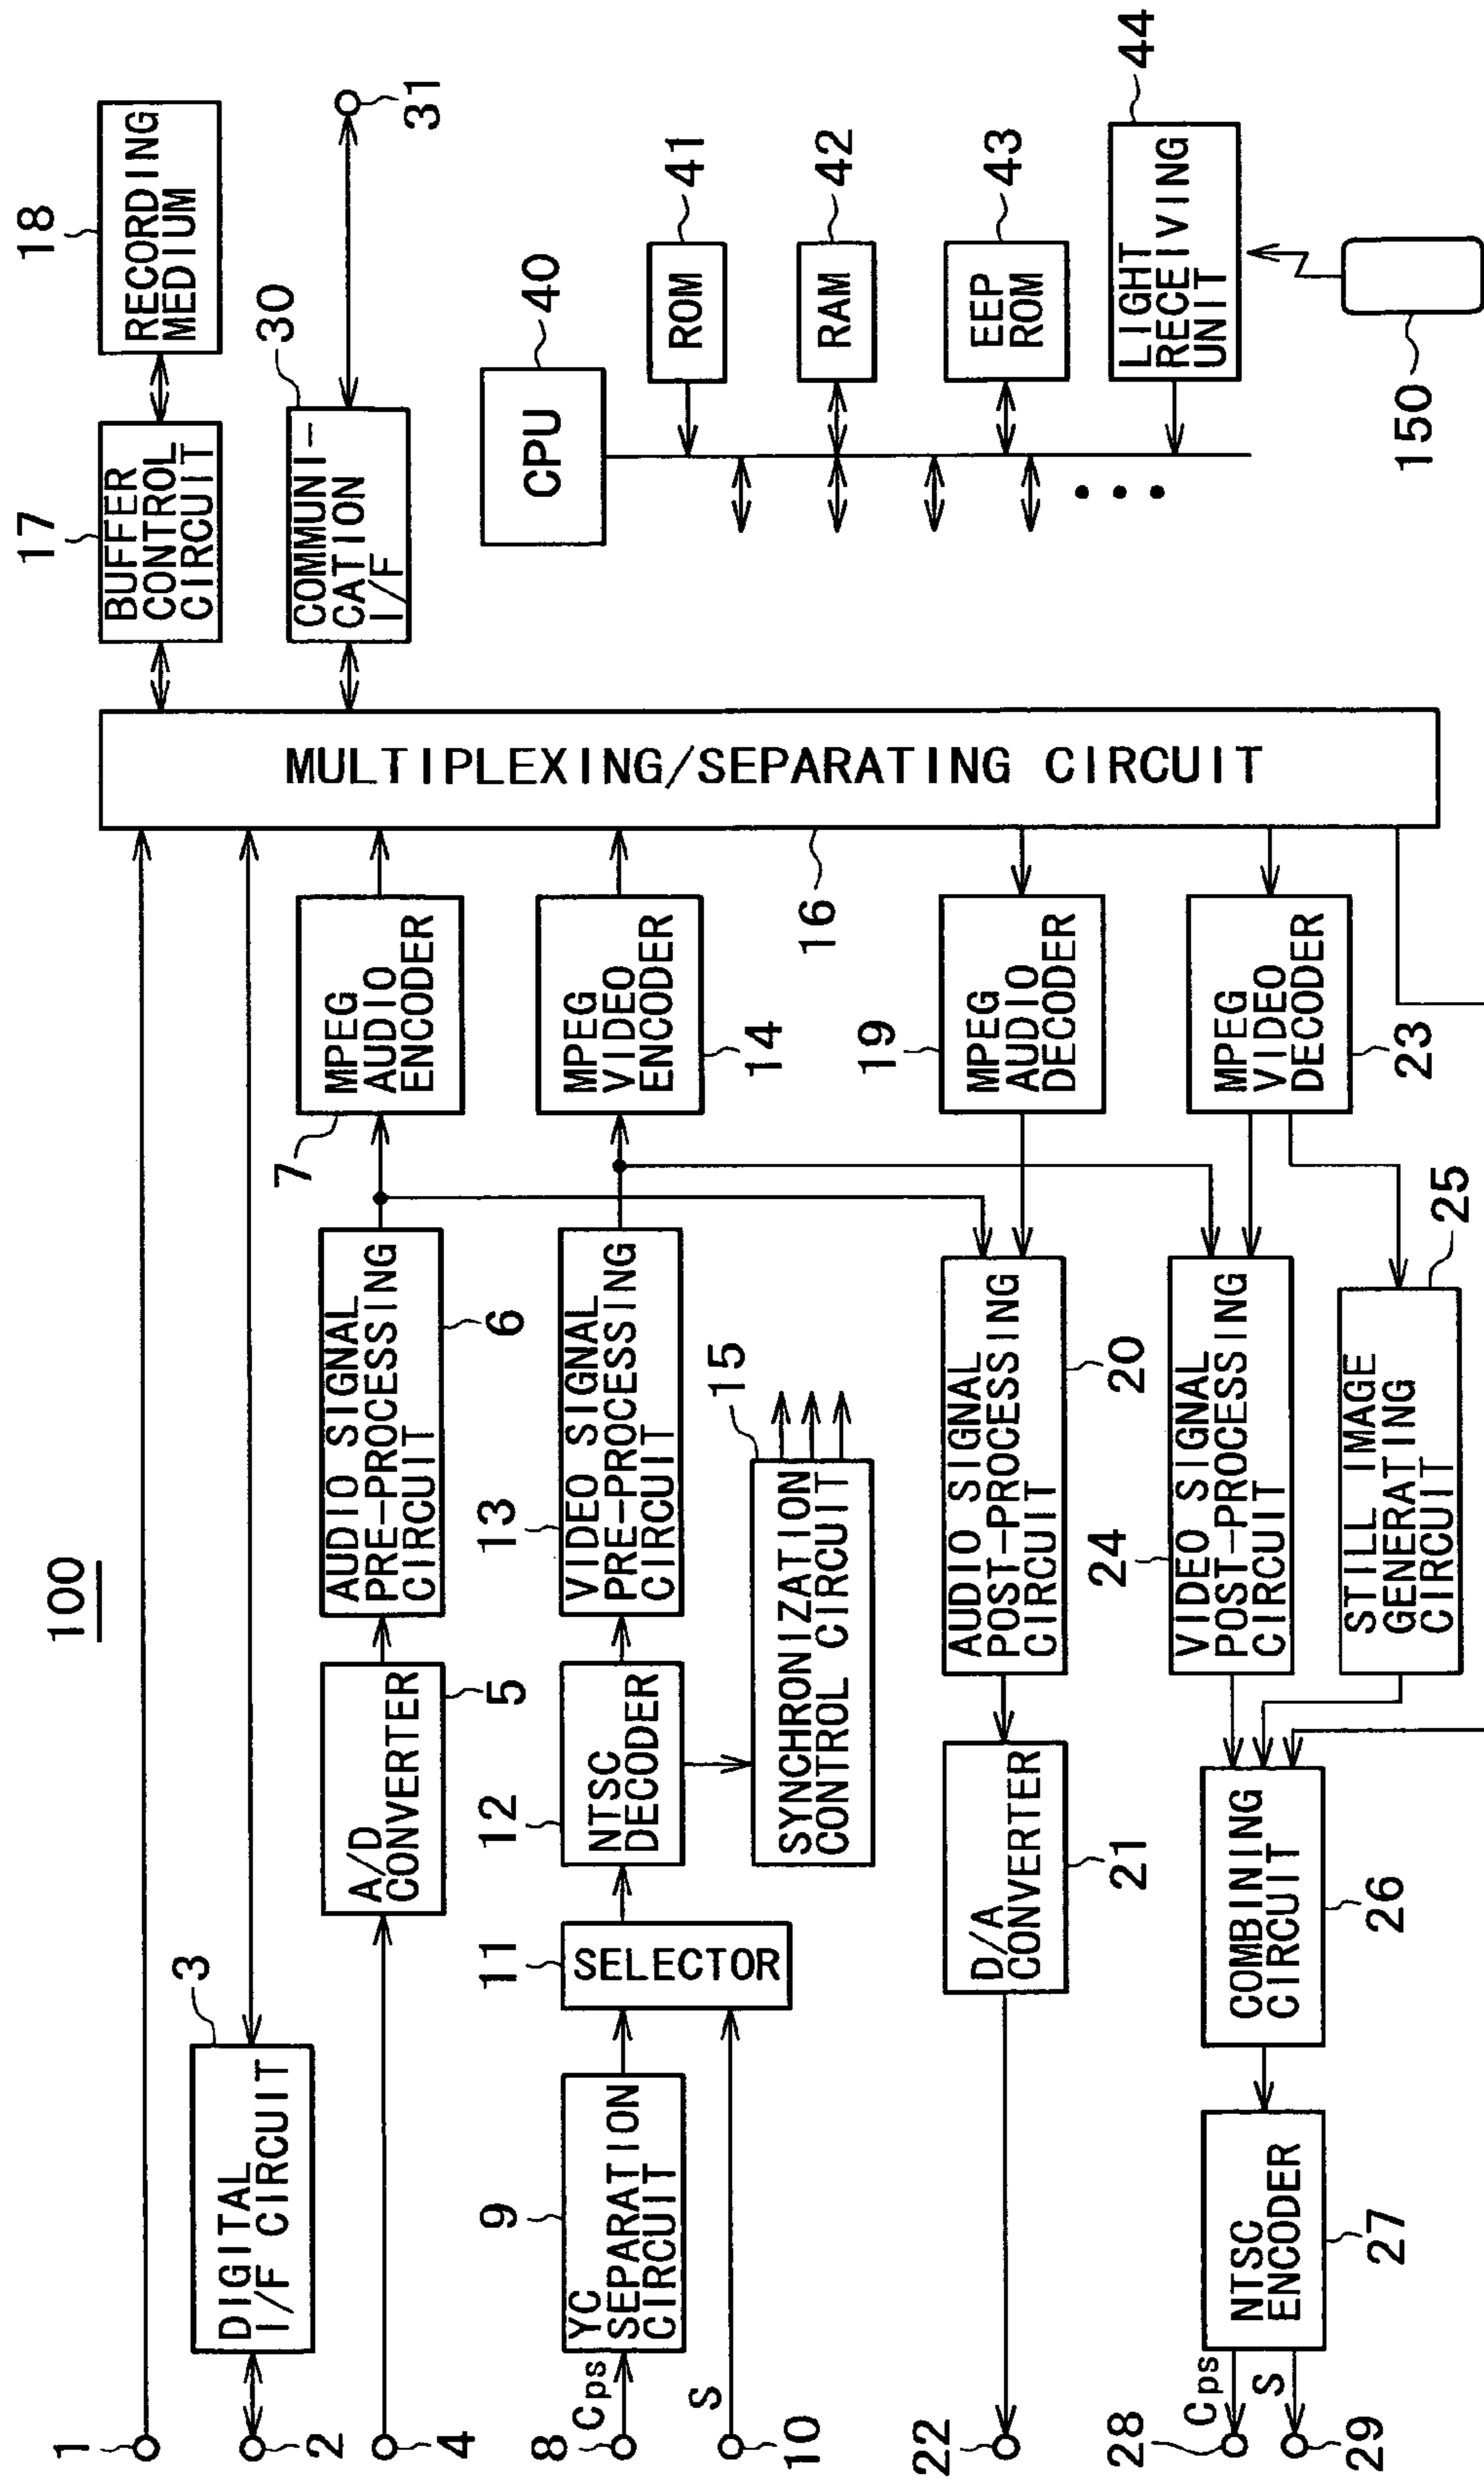 100
1
2
3
DIGITAL
I/F CIRCUIT
4
A/D
CONVERTER
5
AUDIO SIGNAL
PRE-PROCESSING
CIRCUIT
6
7
MPEG
AUDIO
ENCODER
8
Cps
9
YC
SEPARATION
CIRCUIT
10
S
11
SELECTOR
12
NTSC
DECODER
13
VIDEO SIGNAL
PRE-PROCESSING
CIRCUIT
MPEG
VIDEO
ENCODER
14
15
SYNCHRONIZATION
CONTROL CIRCUIT
MULTIPLEXING/SEPARATING CIRCUIT
16
17
BUFFER
CONTROL
CIRCUIT
18
RECORDING
MEDIUM
30
COMMUNI-
CATION
I/F
31
40
CPU
ROM
41
RAM
42
EEP
ROM
43
LIGHT
RECEIVING
UNIT
44
150
19
MPEG
AUDIO
DECODER
AUDIO SIGNAL
POST-PROCESSING
CIRCUIT
20
D/A
CONVERTER
21
22
MPEG
VIDEO
DECODER
23
24
VIDEO SIGNAL
POST-PROCESSING
CIRCUIT
25
STILL IMAGE
GENERATING
CIRCUIT
COMBINING
CIRCUIT
26
NTSC
ENCODER
27
28
Cps
S
29